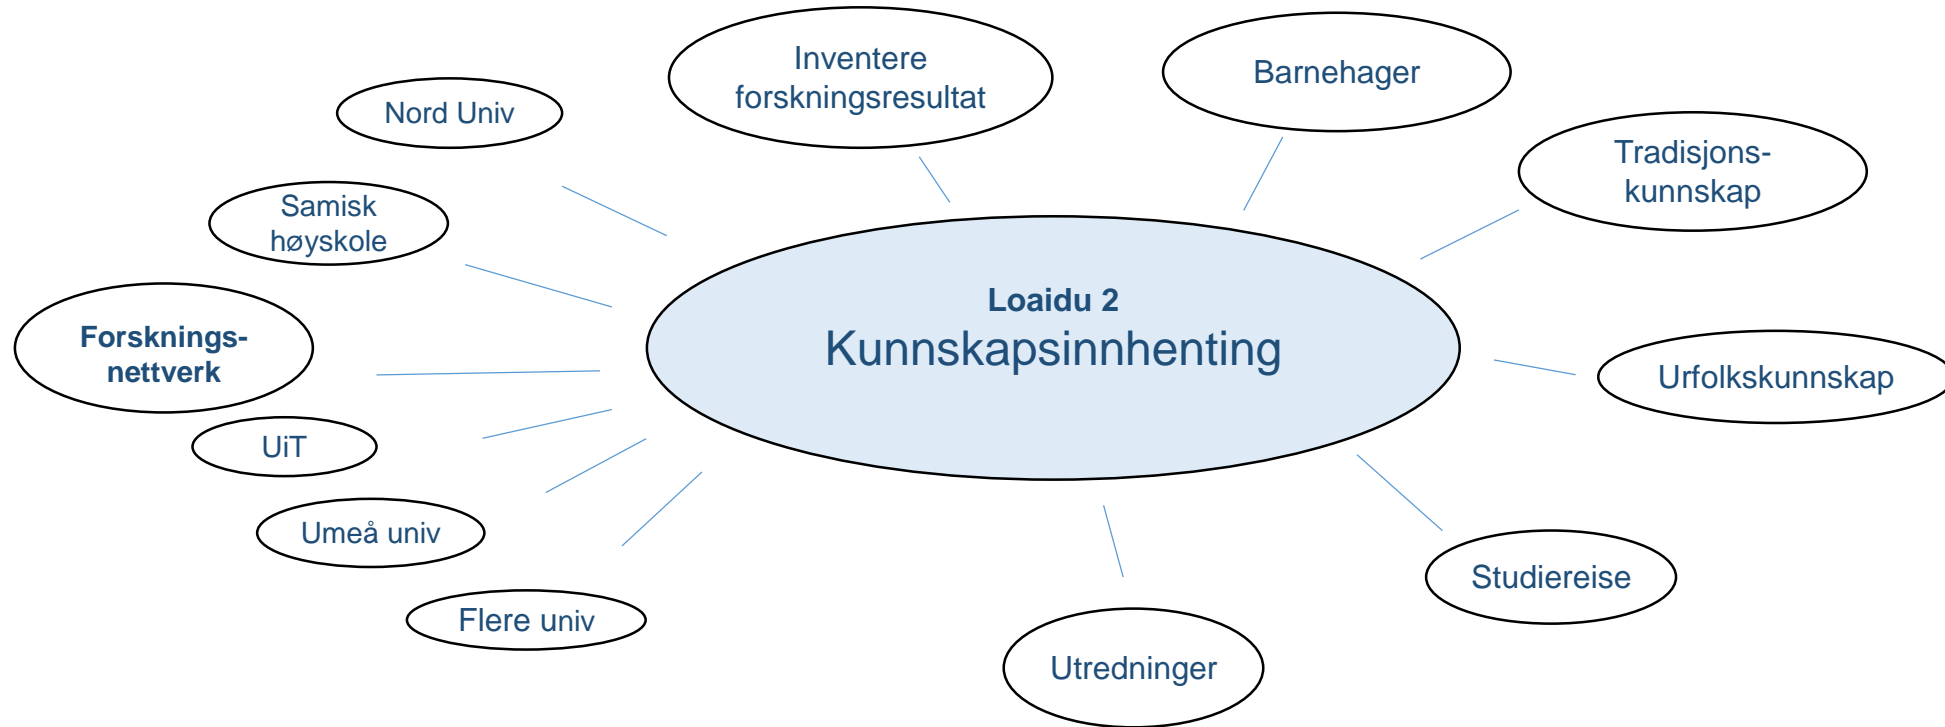 Inventere
forskningsresultat
Barnehager
Nord Univ
Tradisjons-
kunnskap
Samisk
høyskole
Loaidu 2
Kunnskapsinnhenting
Forsknings-
nettverk
Urfolkskunnskap
UiT
Umeå univ
Studiereise
Flere univ
Utredninger